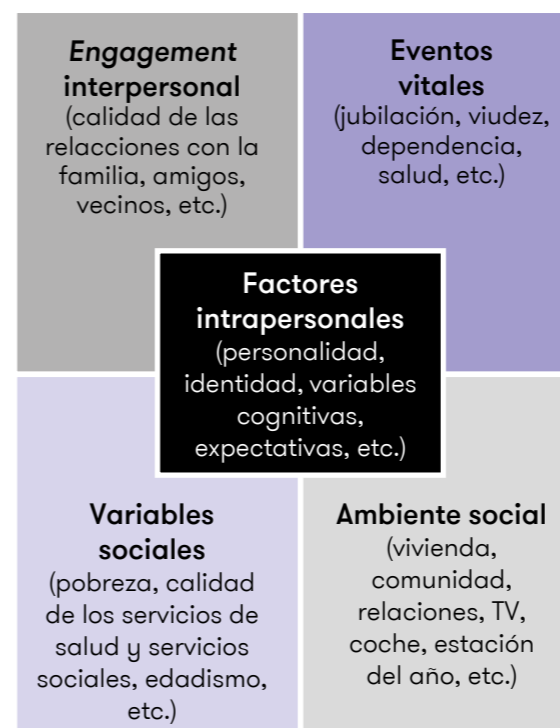 Engagement
interpersonal
(calidad de las
relacciones con la
familia, amigos,
vecinos, etc.)
Eventos
vitales
(jubilación, viudez,
dependencia,
salud, etc.)
Factores
intrapersonales
(personalidad,
identidad, variables
cognitivas,
expectativas, etc.)
Variables
sociales
(pobreza, calidad
de los servicios de
salud y servicios
sociales, edadismo,
etc.)
Ambiente social
(vivienda,
comunidad,
relaciones, TV,
coche, estación
del año, etc.)